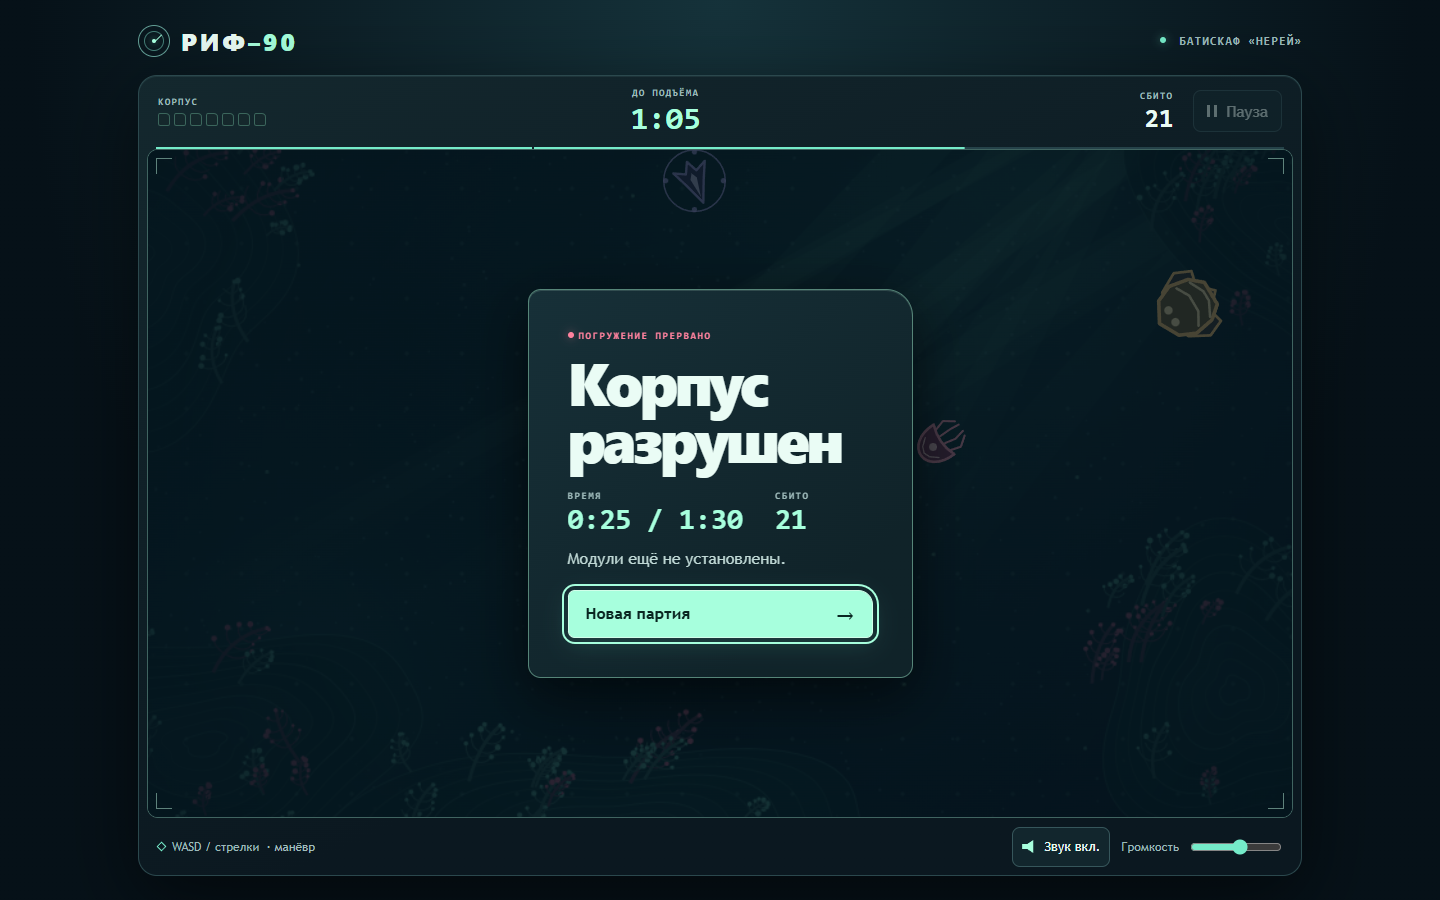 РИФ–90
БАТИСКАФ «НЕРЕЙ»
КОРПУС
ДО ПОДЪЁМА
1:05
СБИТО
21
Пауза
ПОГРУЖЕНИЕ ПРЕРВАНО
Корпус
разрушен
ВРЕМЯ
0:25 / 1:30
СБИТО
21
Модули ещё не установлены.
Новая партия →
WASD / стрелки · манёвр
Звук вкл.
Громкость